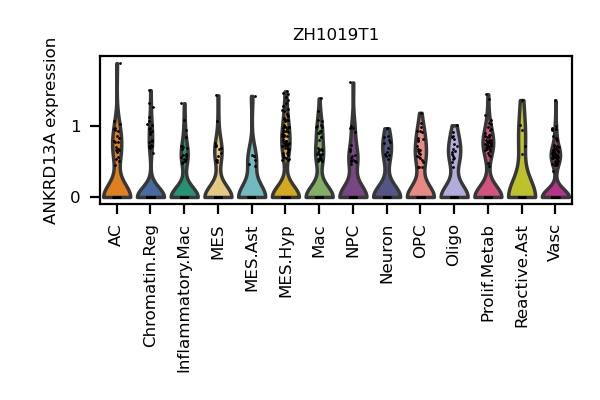 ZH1019T1
ANKRD13A expression
1
0
AC
Chromatin.Reg
Inflammatory.Mac
MES
MES.Ast
MES.Hyp
Mac
NPC
Neuron
OPC
Oligo
Prolif.Metab
Reactive.Ast
Vasc